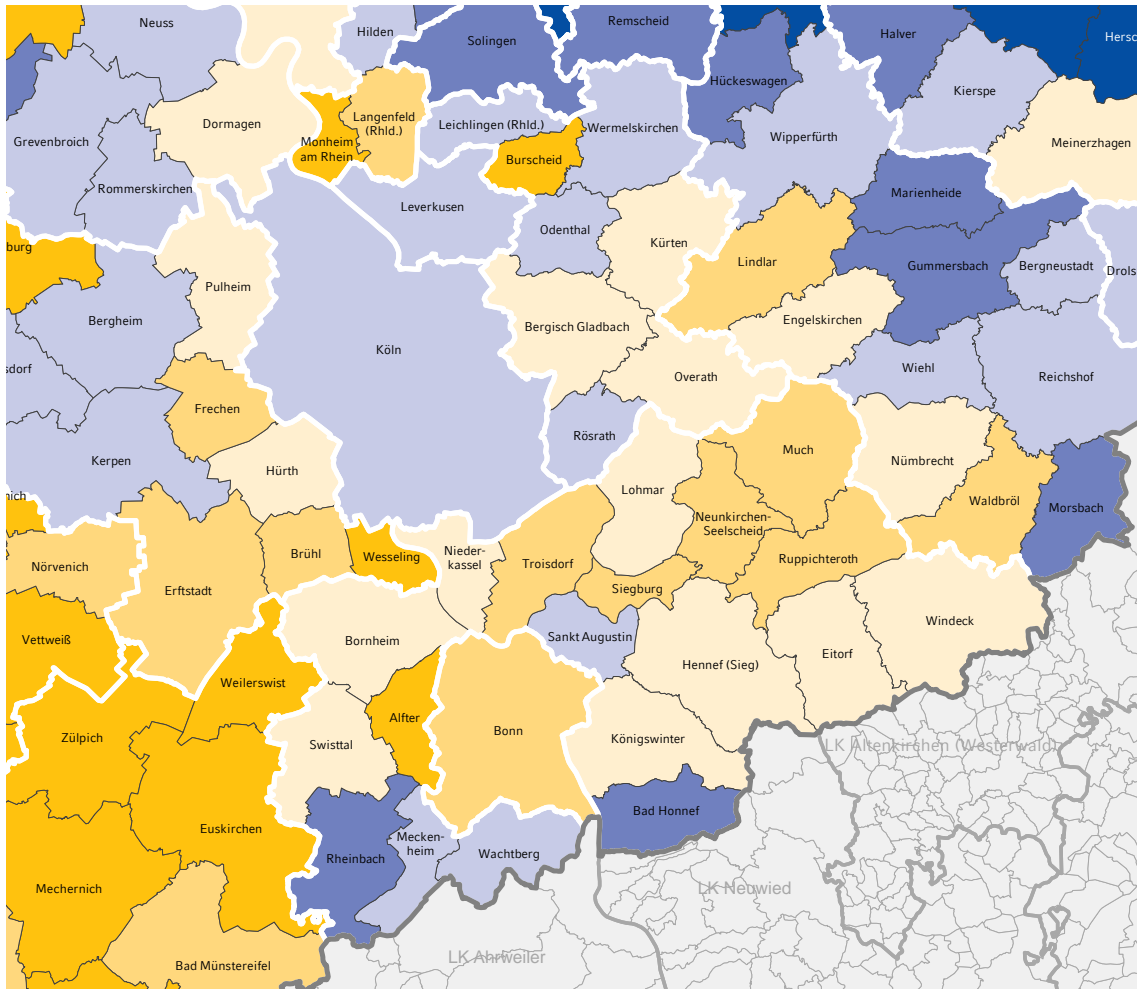 Neuss
Hilden
Solingen
Remscheid
Halver
Hersc
Hückeswagen
Kierspe
Dormagen
Langenfeld
(Rhld.)
Leichlingen (Rhld.)
Wermelskirchen
Wipperfürth
Grevenbroich
Monheim
am Rhein
Burscheid
Meinerzhagen
Rommerskirchen
Marienheide
Leverkusen
Odenthal
Kürten
burg
Lindlar
Gummersbach
Bergneustadt
Drols
Pulheim
Bergheim
Bergisch Gladbach
Engelskirchen
Köln
sdorf
Overath
Wiehl
Reichshof
Frechen
Rösrath
Kerpen
Hürth
Much
Nümbrecht
Lohmar
nich
Waldbröl
Morsbach
Neunkirchen-
Seelscheid
Nörvenich
Brühl
Wesseling
Nieder-
kassel
Troisdorf
Ruppichteroth
Erftstadt
Siegburg
Vettweiß
Bornheim
Sankt Augustin
Windeck
Hennef (Sieg)
Eitorf
Weilerswist
Alfter
Zülpich
Swisttal
Bonn
Königswinter
LK Altenkirchen (Westerwald)
Euskirchen
Bad Honnef
Mecken-
heim
Rheinbach
Wachtberg
Mechernich
LK Neuwied
Bad Münstereifel
LK Ahrweiler